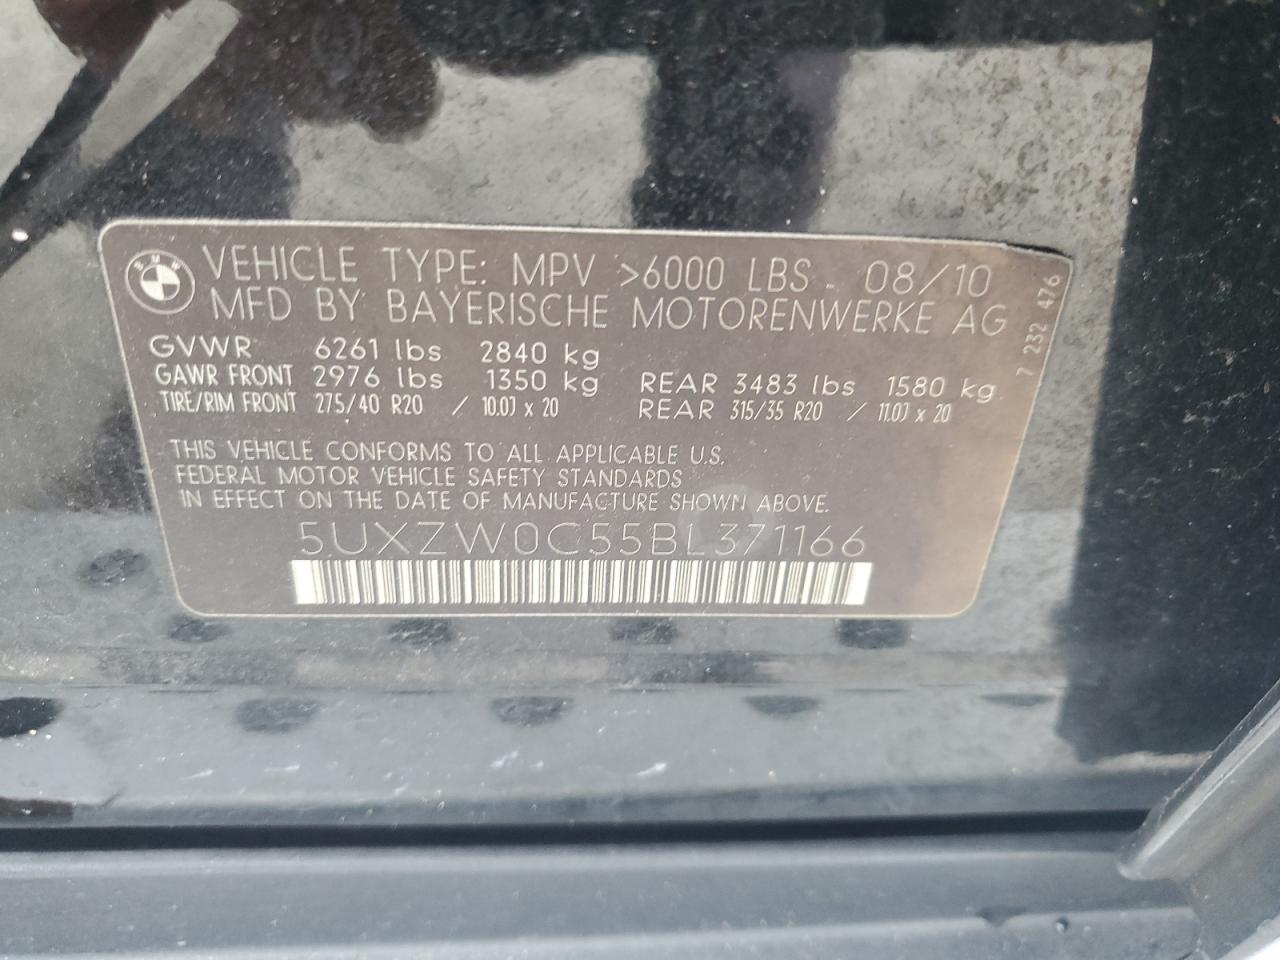 BMW
VEHICLE TYPE: MPV >6000 LBS - 08/10
MFD BY: BAYERISCHE MOTORENWERKE AG
GVWR 6261 lbs 2840 kg
GAWR FRONT 2976 lbs 1350 kg REAR 3483 lbs 1580 kg
TIRE/RIM FRONT 275/40 R20 / 10.0J x 20 REAR 315/35 R20 / 11.0J x 20
THIS VEHICLE CONFORMS TO ALL APPLICABLE U.S.
FEDERAL MOTOR VEHICLE SAFETY STANDARDS
IN EFFECT ON THE DATE OF MANUFACTURE SHOWN ABOVE.
5UXZW0C55BL371166
7 232 476